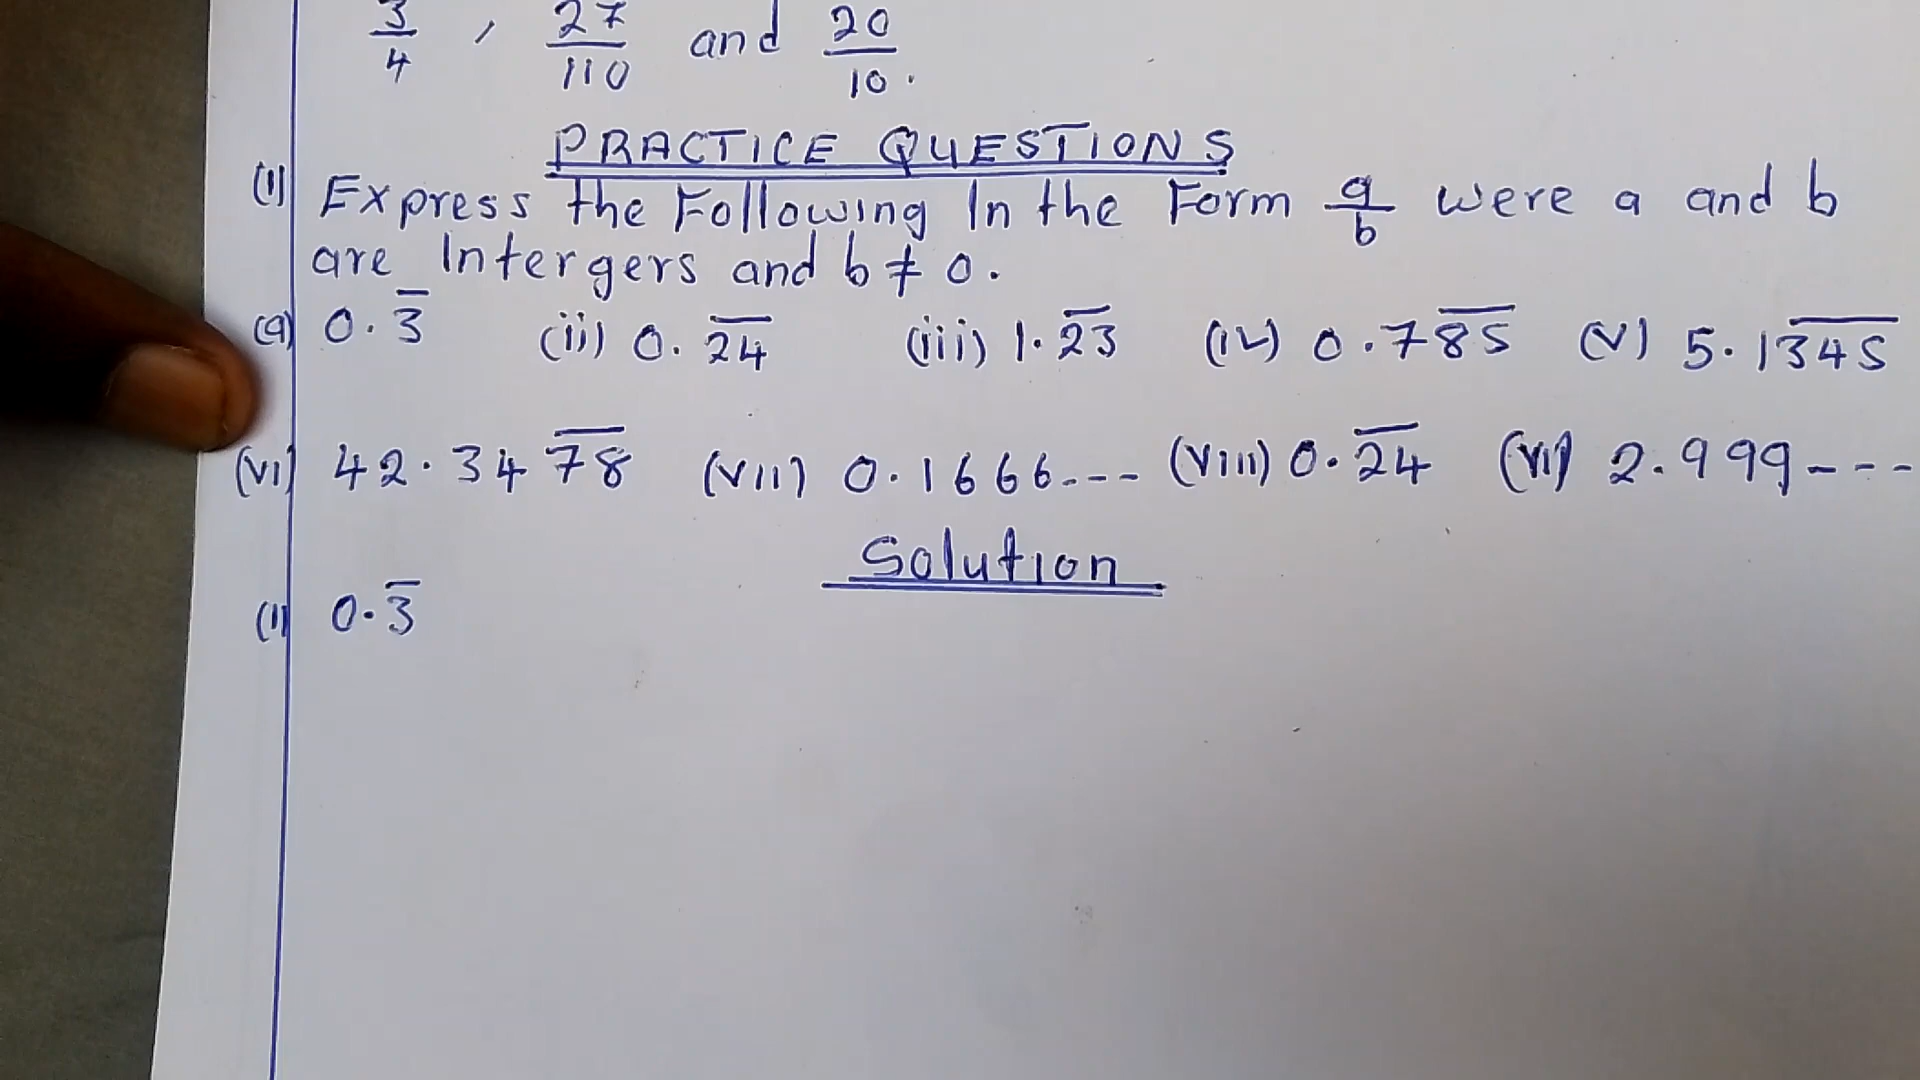 3/4 , 27/110 and 20/10.
PRACTICE QUESTIONS
(1) Express the Following In the Form a/b were a and b
are Intergers and b ≠ 0.
(a) 0.3̅ (ii) 0.2̅4̅ (iii) 1.2̅3̅ (iv) 0.78̅5̅ (v) 5.13̅4̅5̅
(vi) 42.347̅8̅ (vii) 0.1666--- (viii) 0.2̅4̅ (vi) 2.999---
Solution
(1) 0.3̅